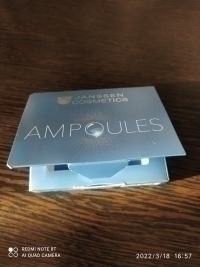 JANSSEN
COSMETICS
AMPOULES
REDMI NOTE 8T
AI QUAD CAMERA
2022/3/18 16:57